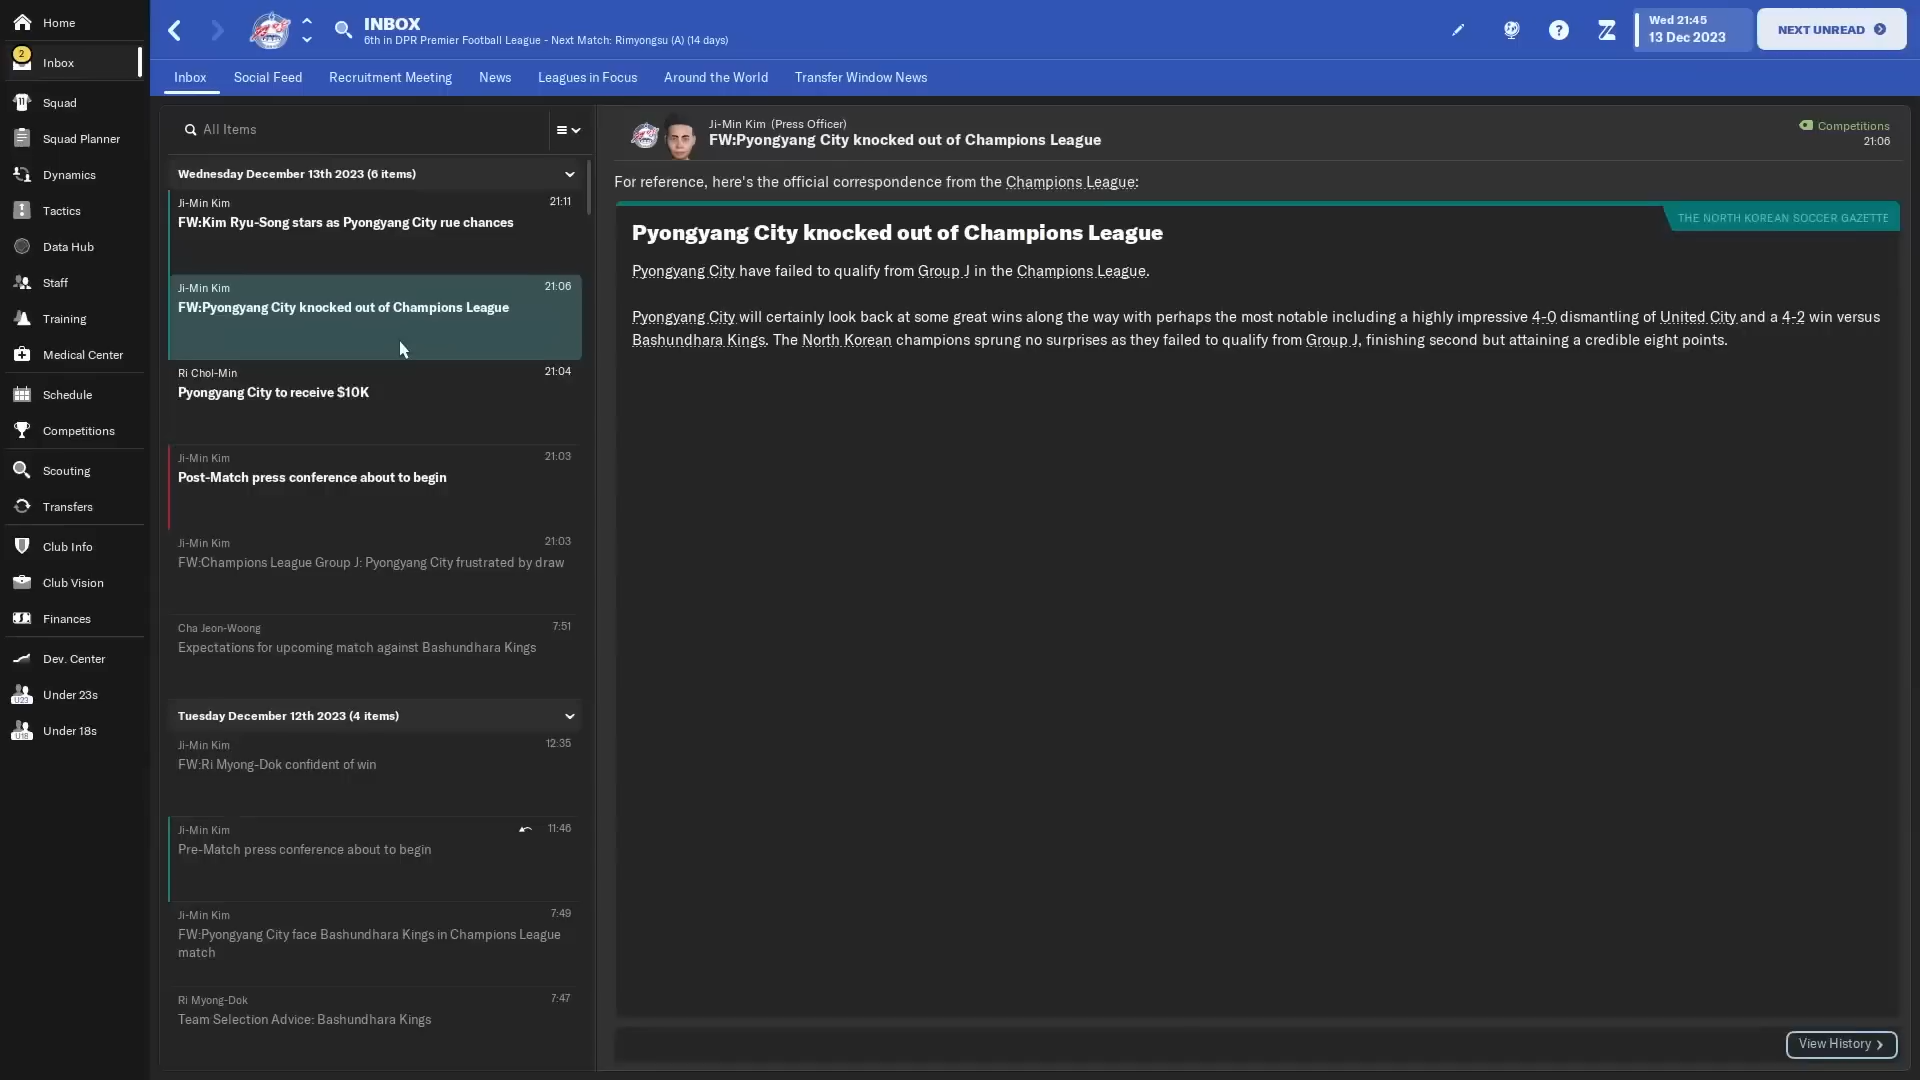 Home
2
Inbox
Squad
Squad Planner
Dynamics
Tactics
Data Hub
Staff
Training
Medical Center
Schedule
Competitions
Scouting
Transfers
Club Info
Club Vision
Finances
Dev. Center
U23
Under 23s
U18
Under 18s
INBOX
6th in DPR Premier Football League - Next Match: Rimyongsu (A) (14 days)
Wed 21:45
13 Dec 2023
NEXT UNREAD
Inbox Social Feed Recruitment Meeting News Leagues in Focus Around the World Transfer Window News
All Items
Wednesday December 13th 2023 (6 items)
Ji-Min Kim 21:11
FW:Kim Ryu-Song stars as Pyongyang City rue chances
Ji-Min Kim 21:06
FW:Pyongyang City knocked out of Champions League
Ri Chol-Min 21:04
Pyongyang City to receive $10K
Ji-Min Kim 21:03
Post-Match press conference about to begin
Ji-Min Kim 21:03
FW:Champions League Group J: Pyongyang City frustrated by draw
Cha Jeon-Woong 7:51
Expectations for upcoming match against Bashundhara Kings
Tuesday December 12th 2023 (4 items)
Ji-Min Kim 12:35
FW:Ri Myong-Dok confident of win
Ji-Min Kim 11:46
Pre-Match press conference about to begin
Ji-Min Kim 7:49
FW:Pyongyang City face Bashundhara Kings in Champions League
match
Ri Myong-Dok 7:47
Team Selection Advice: Bashundhara Kings
Ji-Min Kim (Press Officer)
FW:Pyongyang City knocked out of Champions League
Competitions
21:06
For reference, here's the official correspondence from the Champions League:
THE NORTH KOREAN SOCCER GAZETTE
Pyongyang City knocked out of Champions League
Pyongyang City have failed to qualify from Group J in the Champions League.
Pyongyang City will certainly look back at some great wins along the way with perhaps the most notable including a highly impressive 4-0 dismantling of United City and a 4-2 win versus
Bashundhara Kings. The North Korean champions sprung no surprises as they failed to qualify from Group J, finishing second but attaining a credible eight points.
View History